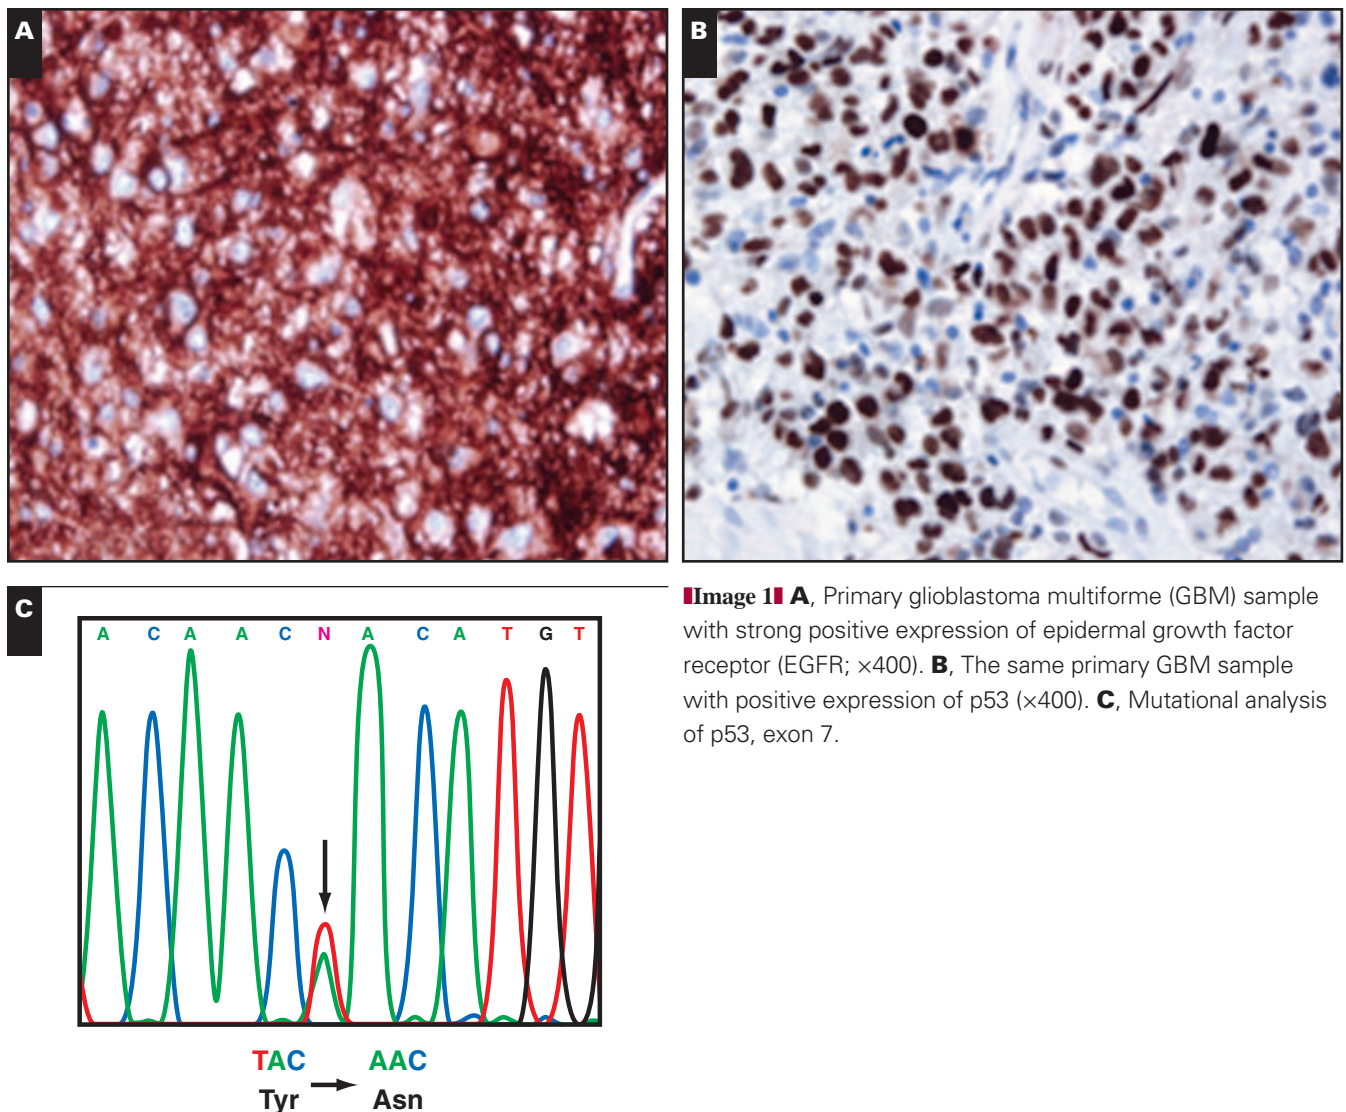 A
B
C
A C A A C N A C A T G T
TAC AAC
Tyr Asn
Image 1 A, Primary glioblastoma multiforme (GBM) sample
with strong positive expression of epidermal growth factor
receptor (EGFR; ×400). B, The same primary GBM sample
with positive expression of p53 (×400). C, Mutational analysis
of p53, exon 7.